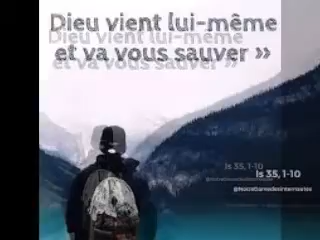 Dieu vient lui-même
et va vous sauver »
Is 35, 1-10